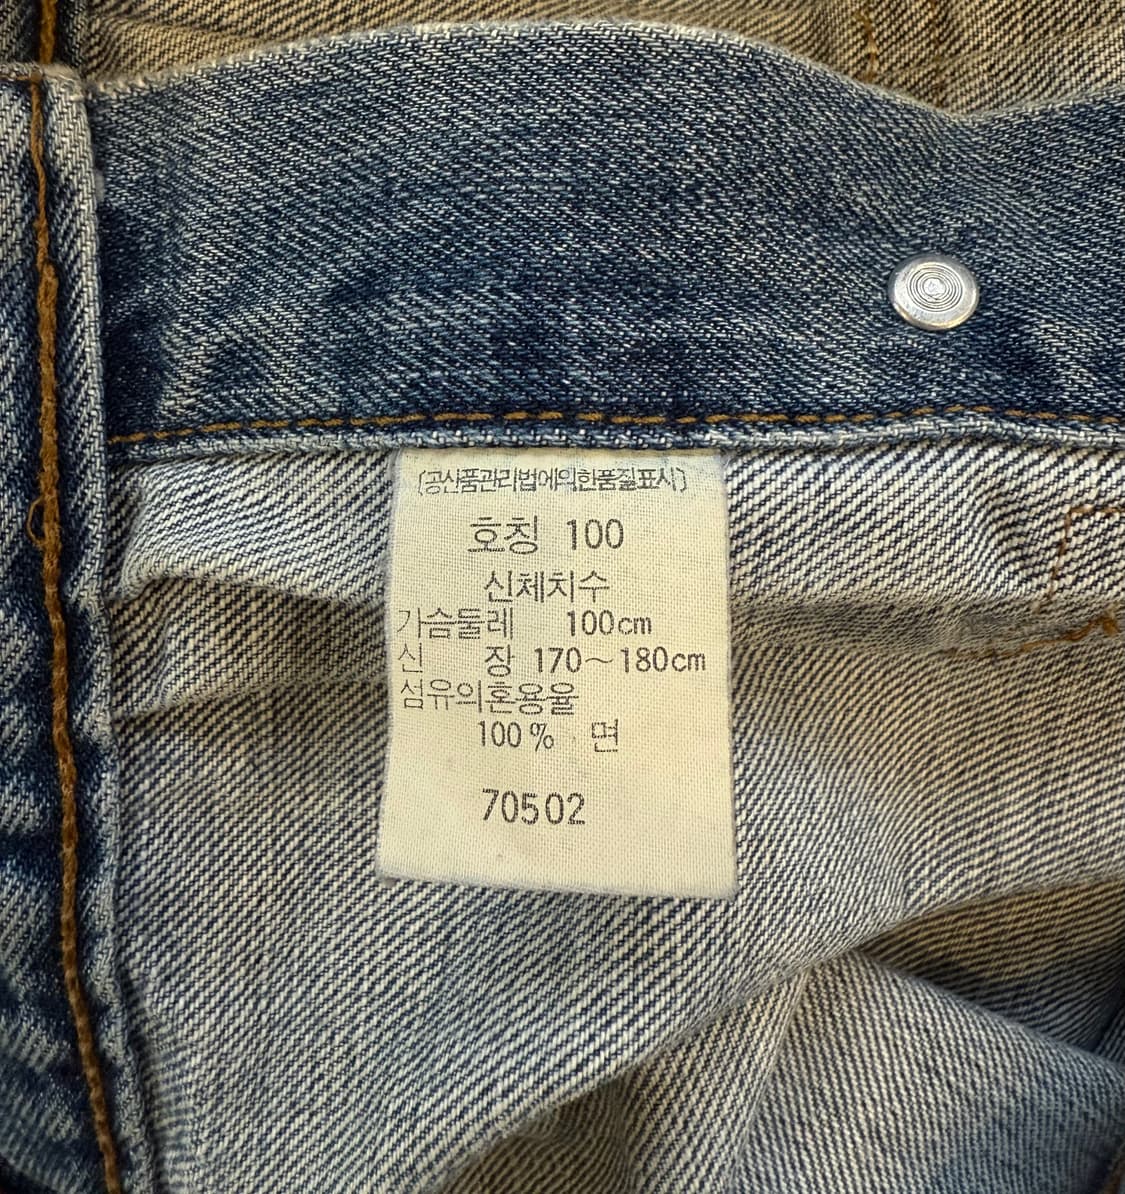 (공산품관리법에의한품질표시)
호칭 100
신체치수
가슴둘레 100cm
신 장 170~180cm
섬유의혼용율
100% 면
70502